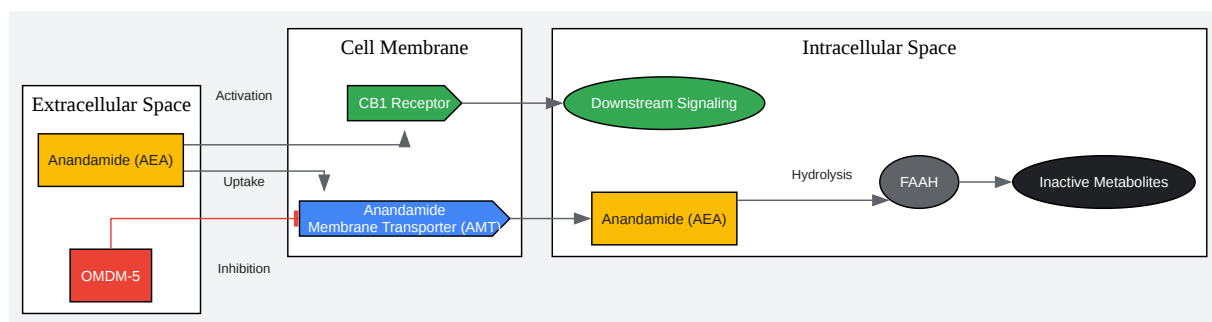 Extracellular Space
Anandamide (AEA)
OMDM-5
Activation
Uptake
Inhibition
Cell Membrane
CB1 Receptor
Anandamide
Membrane Transporter (AMT)
Intracellular Space
Downstream Signaling
Anandamide (AEA)
Hydrolysis
FAAH
Inactive Metabolites